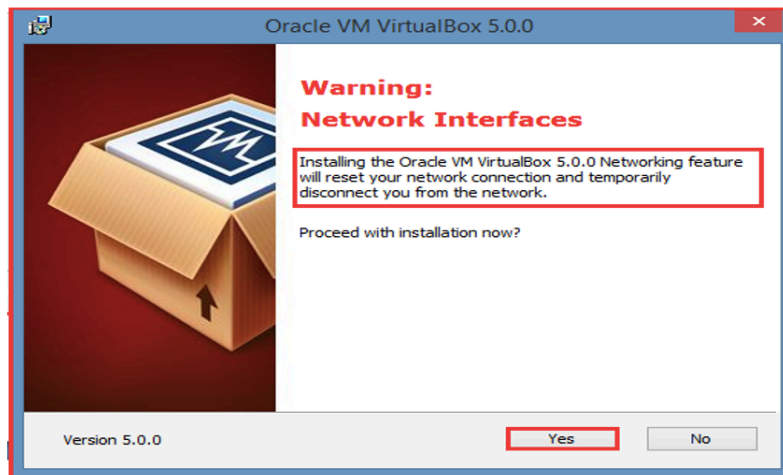 Oracle VM VirtualBox 5.0.0
Warning:
Network Interfaces
Installing the Oracle VM VirtualBox 5.0.0 Networking feature
will reset your network connection and temporarily
disconnect you from the network.
Proceed with installation now?
Version 5.0.0
Yes
No